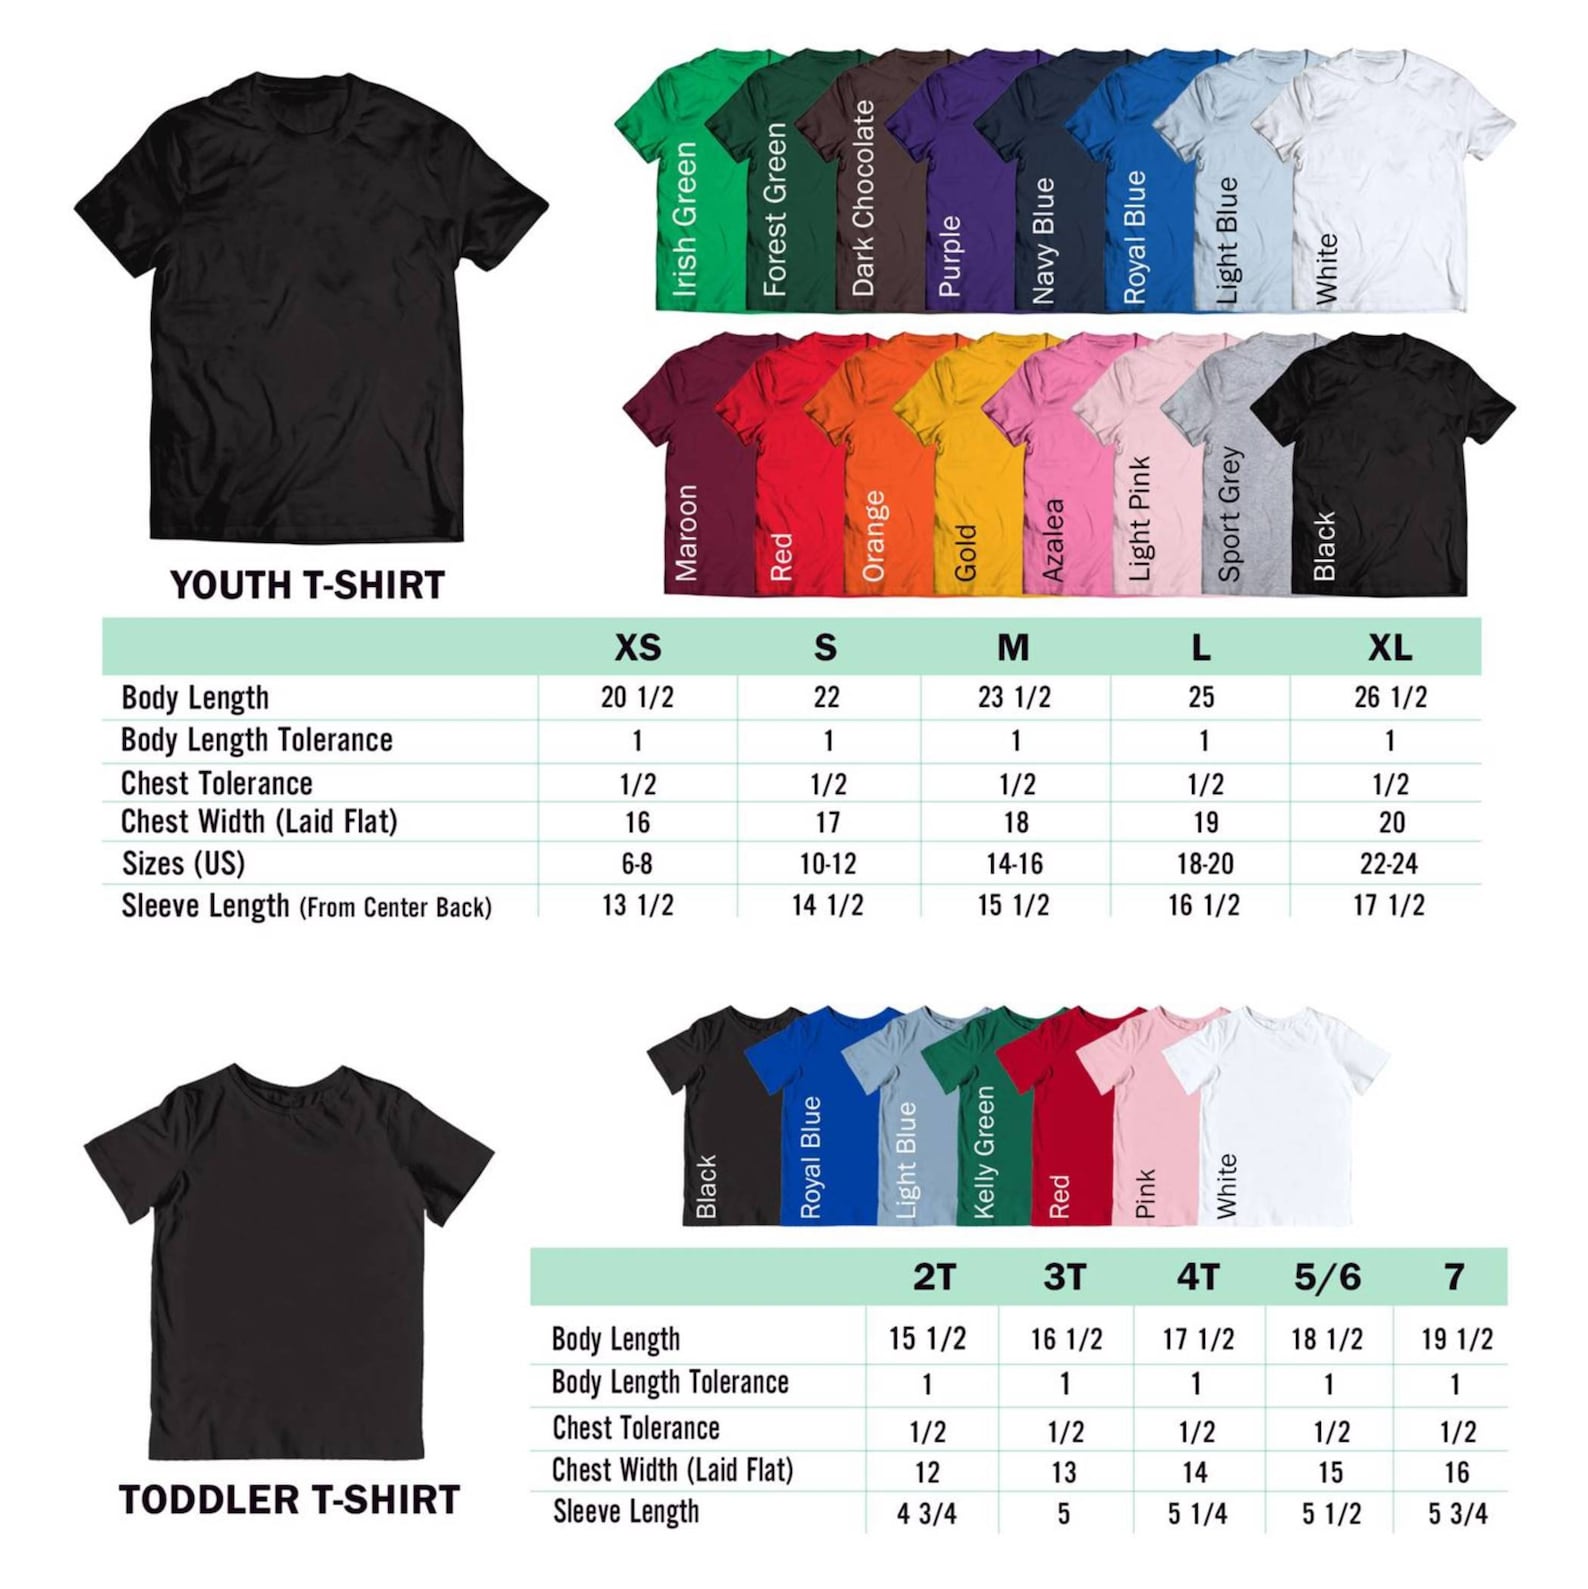 Irish Green
Forest Green
Dark Chocolate
Purple
Navy Blue
Royal Blue
Light Blue
White
Maroon
Red
Orange
Gold
Azalea
Light Pink
Sport Grey
Black
YOUTH T-SHIRT
XS S M L XL
Body Length 20 1/2 22 23 1/2 25 26 1/2
Body Length Tolerance 1 1 1 1 1
Chest Tolerance 1/2 1/2 1/2 1/2 1/2
Chest Width (Laid Flat) 16 17 18 19 20
Sizes (US) 6-8 10-12 14-16 18-20 22-24
Sleeve Length (From Center Back) 13 1/2 14 1/2 15 1/2 16 1/2 17 1/2
Black
Royal Blue
Light Blue
Kelly Green
Red
Pink
White
TODDLER T-SHIRT
2T 3T 4T 5/6 7
Body Length 15 1/2 16 1/2 17 1/2 18 1/2 19 1/2
Body Length Tolerance 1 1 1 1 1
Chest Tolerance 1/2 1/2 1/2 1/2 1/2
Chest Width (Laid Flat) 12 13 14 15 16
Sleeve Length 4 3/4 5 5 1/4 5 1/2 5 3/4